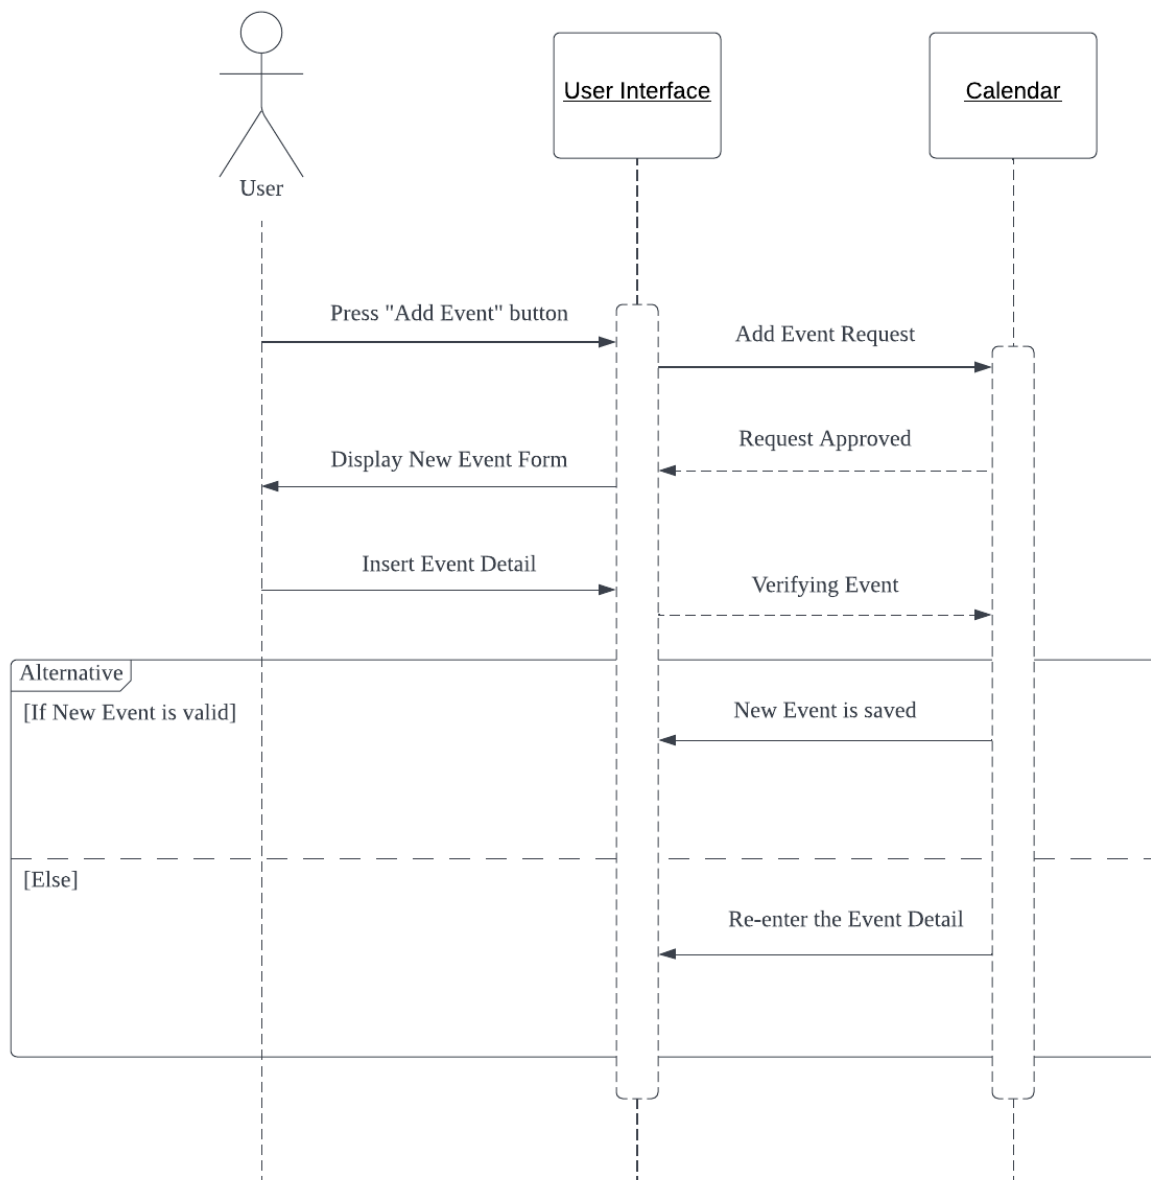 User
User Interface
Calendar
Press "Add Event" button
Add Event Request
Request Approved
Display New Event Form
Insert Event Detail
Verifying Event
Alternative
[If New Event is valid]
New Event is saved
[Else]
Re-enter the Event Detail